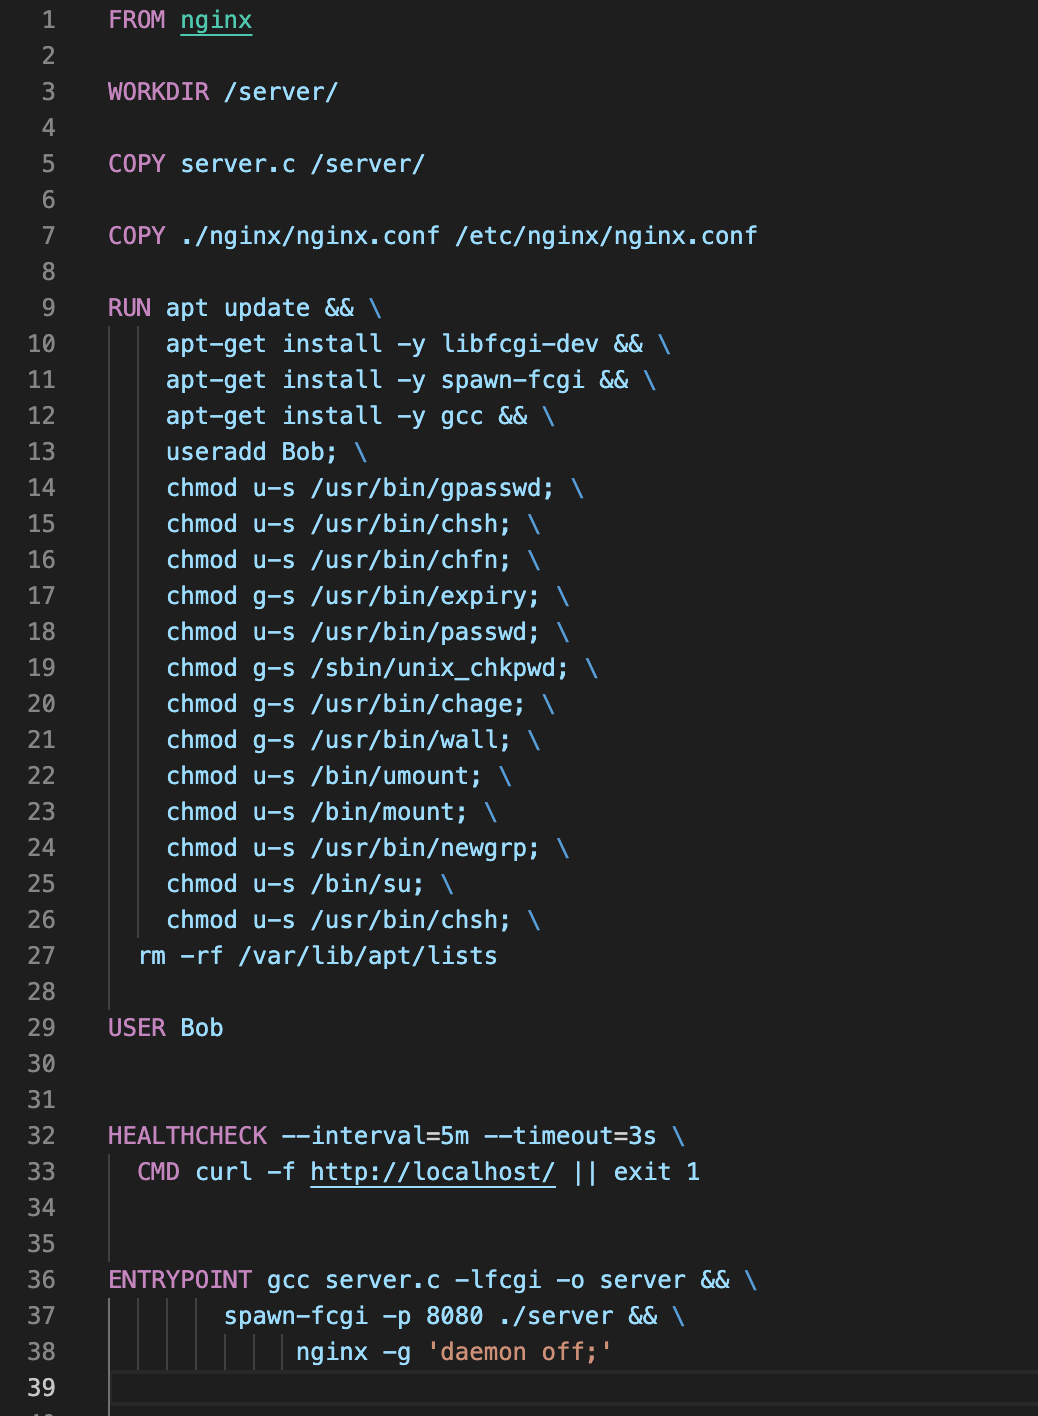 1 FROM nginx
2
3 WORKDIR /server/
4
5 COPY server.c /server/
6
7 COPY ./nginx/nginx.conf /etc/nginx/nginx.conf
8
9 RUN apt update && \
10 apt-get install -y libfcgi-dev && \
11 apt-get install -y spawn-fcgi && \
12 apt-get install -y gcc && \
13 useradd Bob; \
14 chmod u-s /usr/bin/gpasswd; \
15 chmod u-s /usr/bin/chsh; \
16 chmod u-s /usr/bin/chfn; \
17 chmod g-s /usr/bin/expiry; \
18 chmod u-s /usr/bin/passwd; \
19 chmod g-s /sbin/unix_chkpwd; \
20 chmod g-s /usr/bin/chage; \
21 chmod g-s /usr/bin/wall; \
22 chmod u-s /bin/umount; \
23 chmod u-s /bin/mount; \
24 chmod u-s /usr/bin/newgrp; \
25 chmod u-s /bin/su; \
26 chmod u-s /usr/bin/chsh; \
27 rm -rf /var/lib/apt/lists
28
29 USER Bob
30
31
32 HEALTHCHECK --interval=5m --timeout=3s \
33 CMD curl -f http://localhost/ || exit 1
34
35
36 ENTRYPOINT gcc server.c -lfcgi -o server && \
37 spawn-fcgi -p 8080 ./server && \
38 nginx -g 'daemon off;'
39